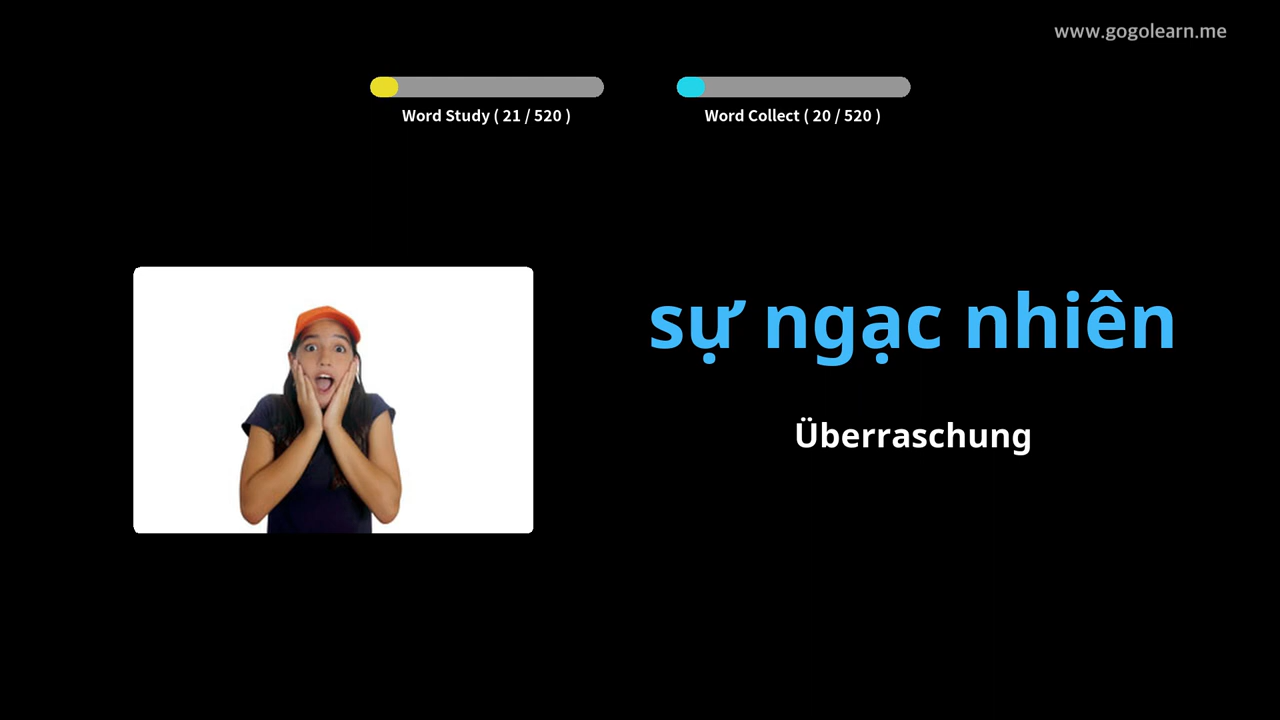 www.gogolearn.me
Word Study ( 21 / 520 )
Word Collect ( 20 / 520 )
sự ngạc nhiên
Überraschung